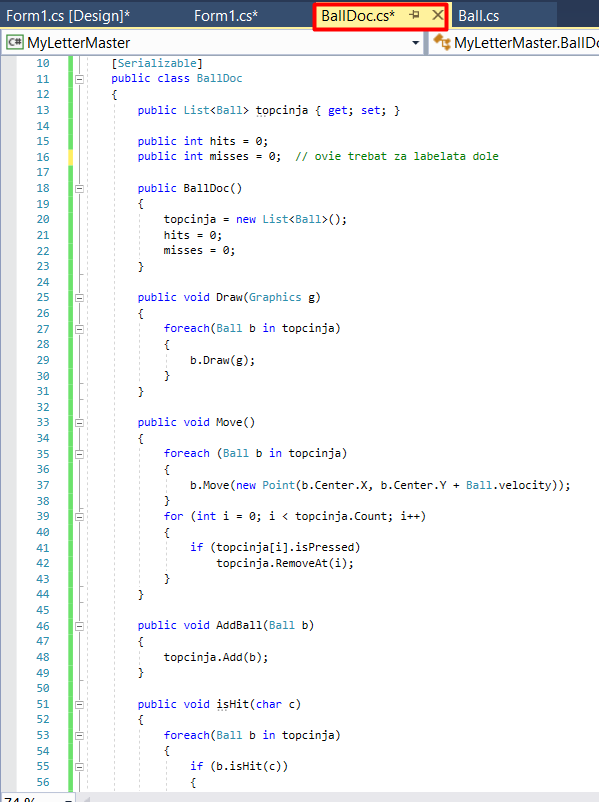 Form1.cs [Design]* Form1.cs* BallDoc.cs* Ball.cs
C# MyLetterMaster MyLetterMaster.BallDo
10 [Serializable]
11 public class BallDoc
12 {
13 public List<Ball> topcinja { get; set; }
14
15 public int hits = 0;
16 public int misses = 0; // ovie trebat za labelata dole
17
18 public BallDoc()
19 {
20 topcinja = new List<Ball>();
21 hits = 0;
22 misses = 0;
23 }
24
25 public void Draw(Graphics g)
26 {
27 foreach(Ball b in topcinja)
28 {
29 b.Draw(g);
30 }
31 }
32
33 public void Move()
34 {
35 foreach (Ball b in topcinja)
36 {
37 b.Move(new Point(b.Center.X, b.Center.Y + Ball.velocity));
38 }
39 for (int i = 0; i < topcinja.Count; i++)
40 {
41 if (topcinja[i].isPressed)
42 topcinja.RemoveAt(i);
43 }
44 }
45
46 public void AddBall(Ball b)
47 {
48 topcinja.Add(b);
49 }
50
51 public void isHit(char c)
52 {
53 foreach(Ball b in topcinja)
54 {
55 if (b.isHit(c))
56 {
74 %